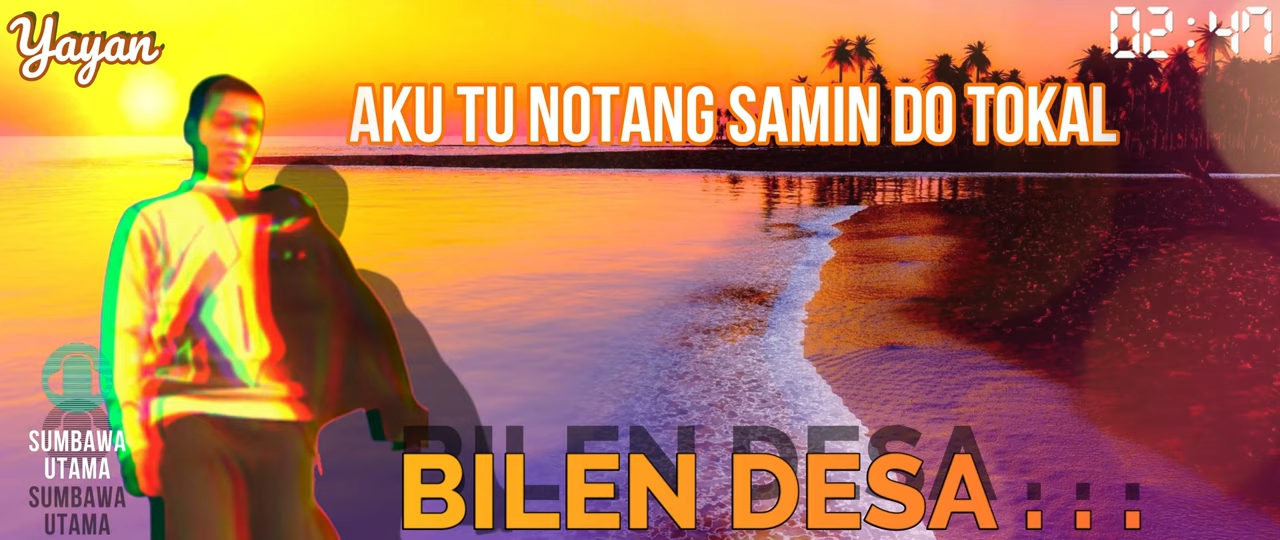 Yayan
02:47
AKU TU NOTANG SAMIN DO TOKAL
SUMBAWA
UTAMA
SUMBAWA
UTAMA
BILEN DESA : : :